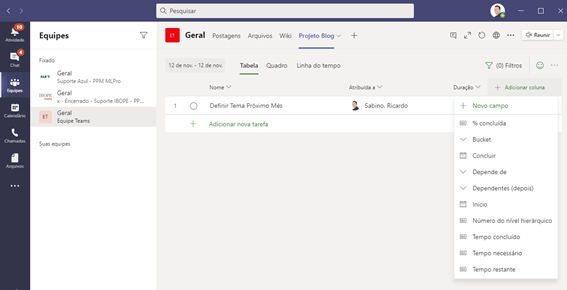 Pesquisar
10
Atividade
4
Chat
Equipes
Calendário
Chamadas
Arquivos
Equipes
Fixado
Geral
Suporte Azul - PPM MLPro
Geral
x - Encerrado - Suporte IBOPE - PP...
ET
Geral
Equipe Teams
Suas equipes
ET Geral Postagens Arquivos Wiki Projeto Blog
Reunir
12 de nov. - 12 de nov. Tabela Quadro Linha do tempo (0) Filtros
Nome Atribuída a Duração Adicionar coluna
1 Definir Tema Próximo Mês Sabino, Ricardo
Adicionar nova tarefa
Novo campo
% concluída
Bucket
Concluir
Depende de
Dependentes (depois)
Início
Número do nível hierárquico
Tempo concluído
Tempo necessário
Tempo restante